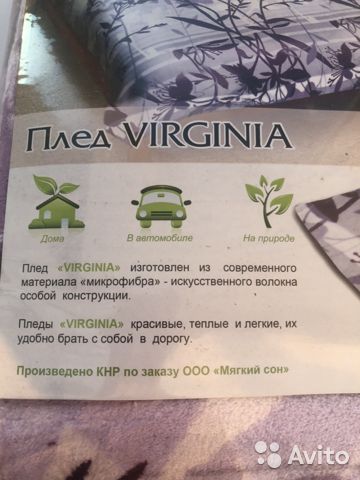 Плед VIRGINIA
Дома В автомобиле На природе
Плед «VIRGINIA» изготовлен из современного
материала «микрофибра» - искусственного волокна
особой конструкции.
Пледы «VIRGINIA» красивые, теплые и легкие, их
удобно брать с собой в дорогу.
Произведено КНР по заказу ООО «Мягкий сон»
Avito